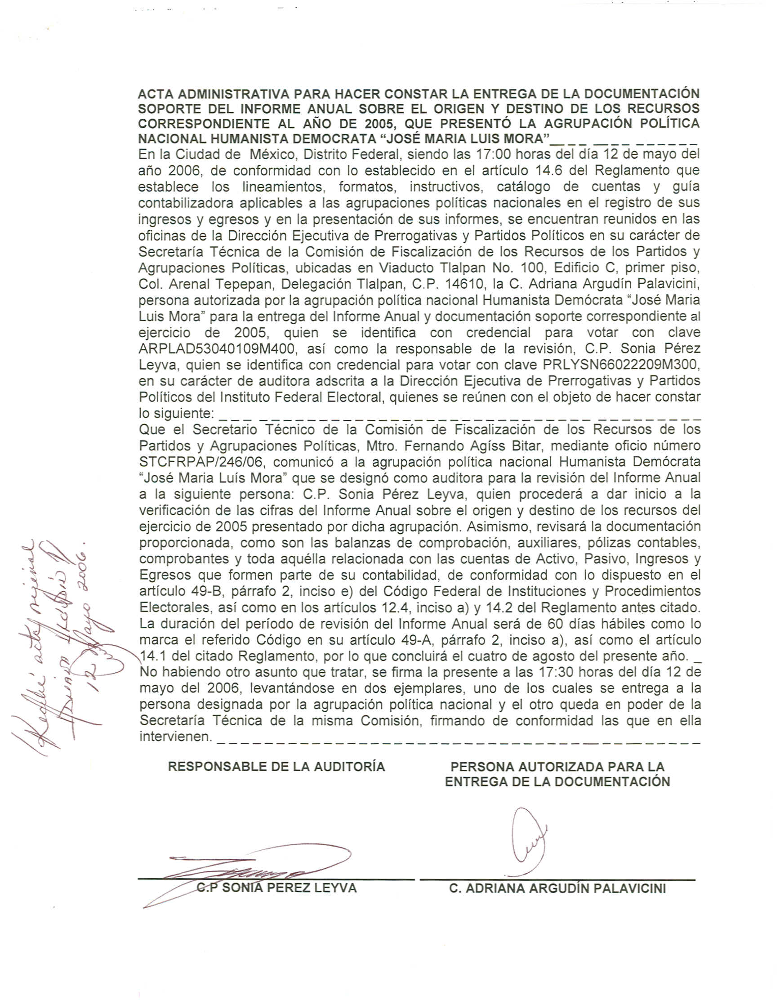 ACTA ADMINISTRATIVA PARA HACER CONSTAR LA ENTREGA DE LA DOCUMENTACIÓN
SOPORTE DEL INFORME ANUAL SOBRE EL ORIGEN Y DESTINO DE LOS RECURSOS
CORRESPONDIENTE AL AÑO DE 2005, QUE PRESENTÓ LA AGRUPACIÓN POLÍTICA
NACIONAL HUMANISTA DEMOCRATA “JOSÉ MARIA LUIS MORA”
En la Ciudad de México, Distrito Federal, siendo las 17:00 horas del día 12 de mayo del
año 2006, de conformidad con lo establecido en el artículo 14.6 del Reglamento que
establece los lineamientos, formatos, instructivos, catálogo de cuentas y guía
contabilizadora aplicables a las agrupaciones políticas nacionales en el registro de sus
ingresos y egresos y en la presentación de sus informes, se encuentran reunidos en las
oficinas de la Dirección Ejecutiva de Prerrogativas y Partidos Políticos en su carácter de
Secretaría Técnica de la Comisión de Fiscalización de los Recursos de los Partidos y
Agrupaciones Políticas, ubicadas en Viaducto Tlalpan No. 100, Edificio C, primer piso,
Col. Arenal Tepepan, Delegación Tlalpan, C.P. 14610, la C. Adriana Argudín Palavicini,
persona autorizada por la agrupación política nacional Humanista Demócrata “José Maria
Luis Mora” para la entrega del Informe Anual y documentación soporte correspondiente al
ejercicio de 2005, quien se identifica con credencial para votar con clave
ARPLAD53040109M400, así como la responsable de la revisión, C.P. Sonia Pérez
Leyva, quien se identifica con credencial para votar con clave PRLYSN66022209M300,
en su carácter de auditora adscrita a la Dirección Ejecutiva de Prerrogativas y Partidos
Políticos del Instituto Federal Electoral, quienes se reúnen con el objeto de hacer constar
lo siguiente:
Que el Secretario Técnico de la Comisión de Fiscalización de los Recursos de los
Partidos y Agrupaciones Políticas, Mtro. Fernando Agíss Bitar, mediante oficio número
STCFRPAP/246/06, comunicó a la agrupación política nacional Humanista Demócrata
“José Maria Luís Mora” que se designó como auditora para la revisión del Informe Anual
a la siguiente persona: C.P. Sonia Pérez Leyva, quien procederá a dar inicio a la
verificación de las cifras del Informe Anual sobre el origen y destino de los recursos del
ejercicio de 2005 presentado por dicha agrupación. Asimismo, revisará la documentación
proporcionada, como son las balanzas de comprobación, auxiliares, pólizas contables,
comprobantes y toda aquélla relacionada con las cuentas de Activo, Pasivo, Ingresos y
Egresos que formen parte de su contabilidad, de conformidad con lo dispuesto en el
artículo 49-B, párrafo 2, inciso e) del Código Federal de Instituciones y Procedimientos
Electorales, así como en los artículos 12.4, inciso a) y 14.2 del Reglamento antes citado.
La duración del período de revisión del Informe Anual será de 60 días hábiles como lo
marca el referido Código en su artículo 49-A, párrafo 2, inciso a), así como el artículo
14.1 del citado Reglamento, por lo que concluirá el cuatro de agosto del presente año.
No habiendo otro asunto que tratar, se firma la presente a las 17:30 horas del día 12 de
mayo del 2006, levantándose en dos ejemplares, uno de los cuales se entrega a la
persona designada por la agrupación política nacional y el otro queda en poder de la
Secretaría Técnica de la misma Comisión, firmando de conformidad las que en ella
intervienen.
RESPONSABLE DE LA AUDITORÍA
PERSONA AUTORIZADA PARA LA
ENTREGA DE LA DOCUMENTACIÓN
C.P SONIA PEREZ LEYVA
C. ADRIANA ARGUDÍN PALAVICINI
Recibí acta original
Adriana Argudín P
12 Mayo 2006.